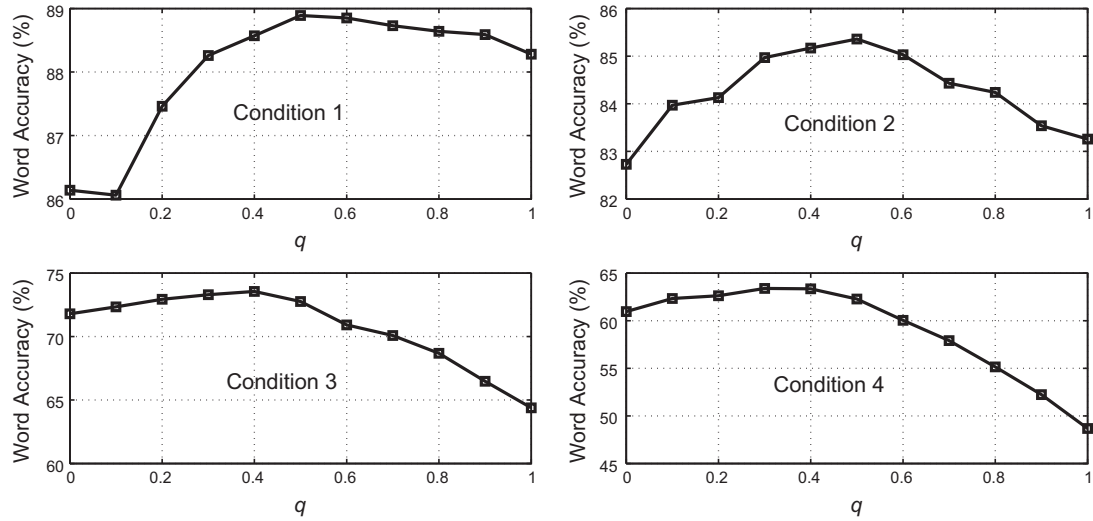 Word Accuracy (%)
89
88
87
86
Condition 1
0 0.2 0.4 0.6 0.8 1
q
Word Accuracy (%)
86
85
84
83
82
Condition 2
0 0.2 0.4 0.6 0.8 1
q
Word Accuracy (%)
75
70
65
60
Condition 3
0 0.2 0.4 0.6 0.8 1
q
Word Accuracy (%)
65
60
55
50
45
Condition 4
0 0.2 0.4 0.6 0.8 1
q